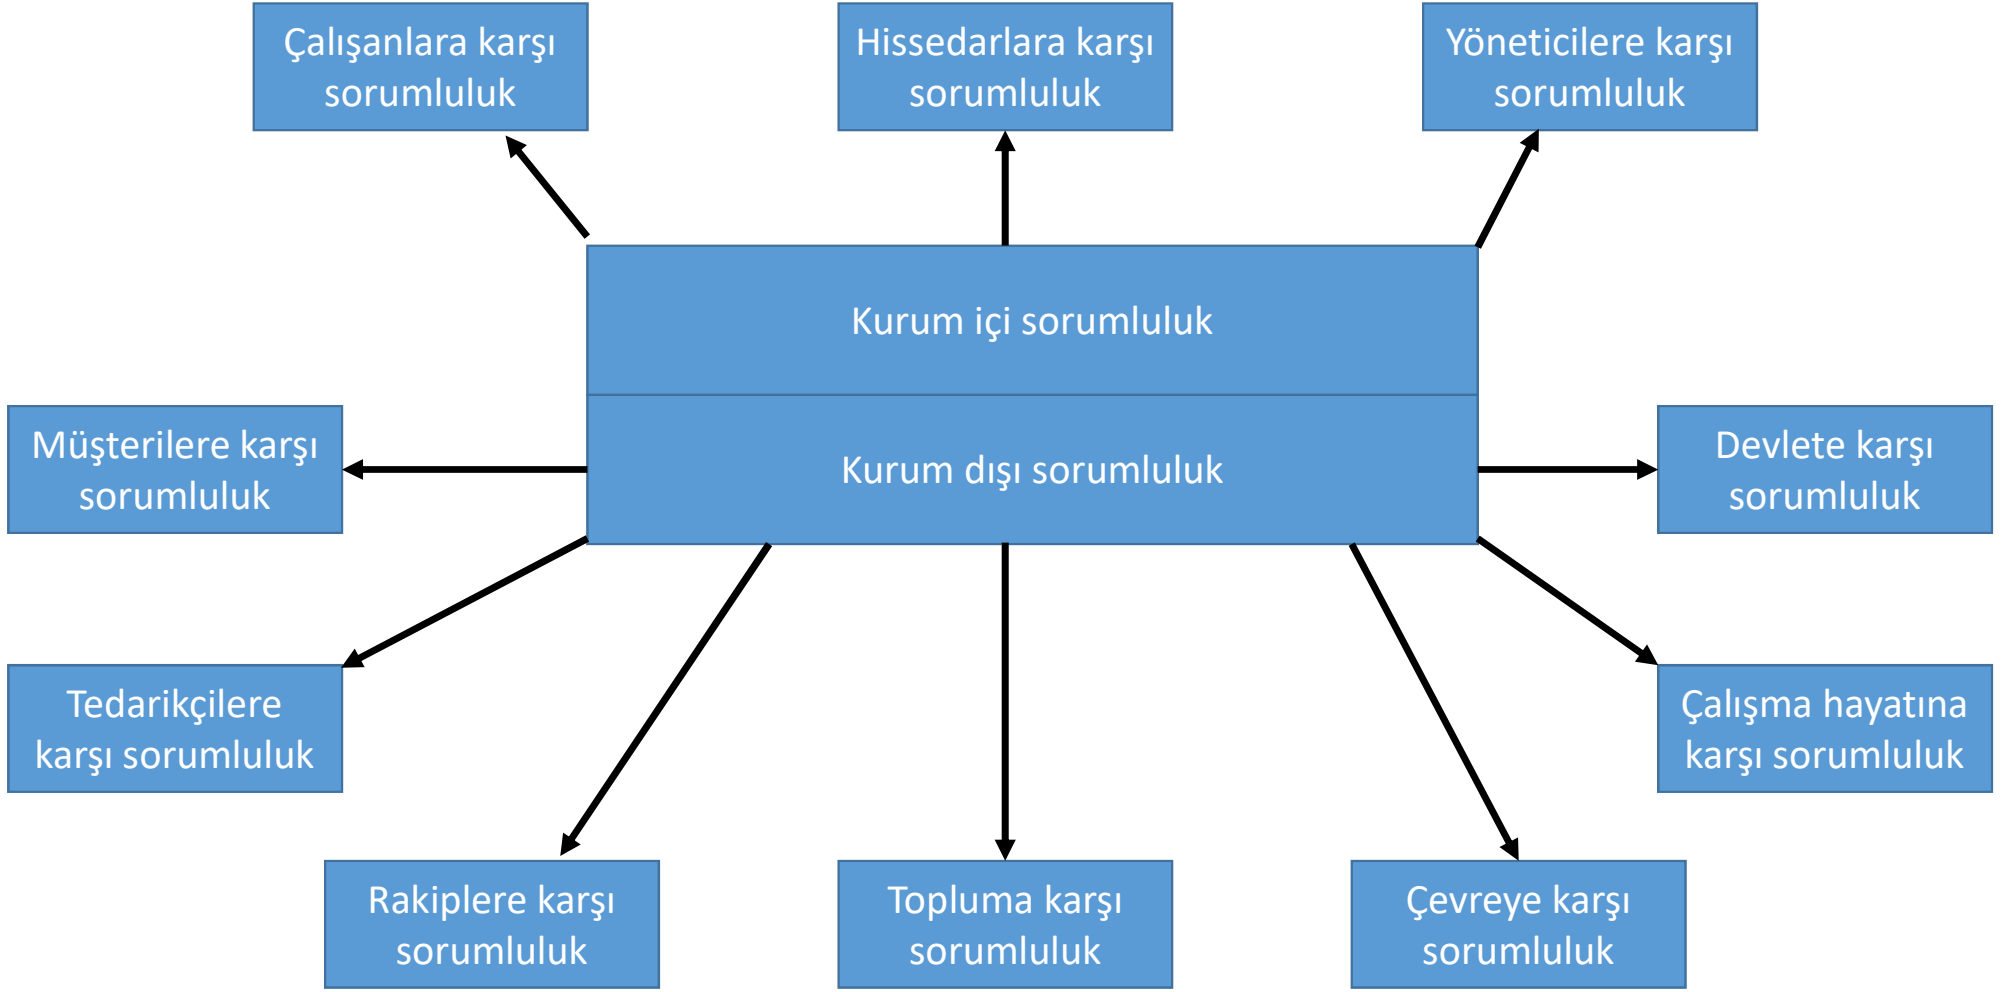 Çalışanlara karşı
sorumluluk
Hissedarlara karşı
sorumluluk
Yöneticilere karşı
sorumluluk
Kurum içi sorumluluk
Kurum dışı sorumluluk
Müşterilere karşı
sorumluluk
Devlete karşı
sorumluluk
Tedarikçilere
karşı sorumluluk
Çalışma hayatına
karşı sorumluluk
Rakiplere karşı
sorumluluk
Topluma karşı
sorumluluk
Çevreye karşı
sorumluluk